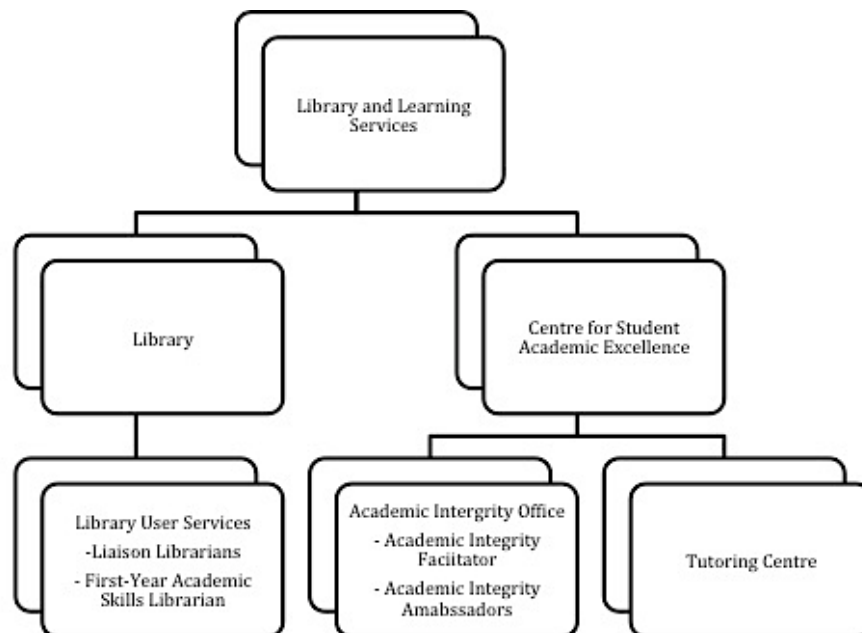 Library and Learning
Services
Library
Centre for Student
Academic Excellence
Library User Services
-Liaison Librarians
- First-Year Academic
Skills Librarian
Academic Intergrity Office
- Academic Integrity
Faciitator
- Academic Integrity
Amabssadors
Tutoring Centre